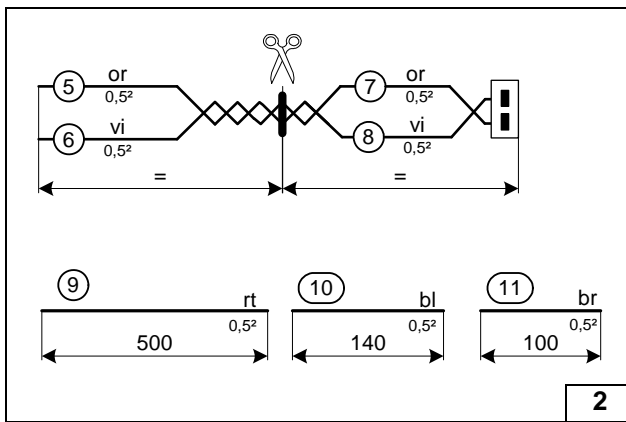 5 or 7 or
0,5² 0,5²
6 vi 8 vi
0,5² 0,5²
= =
9 rt 10 bl 11 br
0,5² 0,5² 0,5²
500 140 100
2